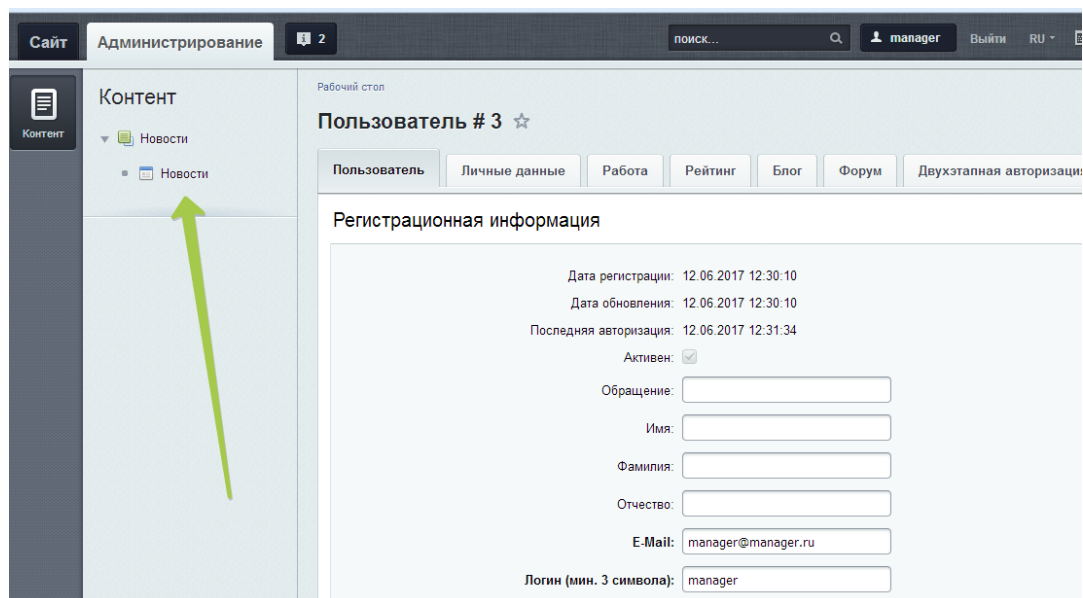 Сайт Администрирование 2 поиск... manager Выйти RU
Контент
Контент
Новости
Новости
Рабочий стол
Пользователь # 3
Пользователь Личные данные Работа Рейтинг Блог Форум Двухэтапная авторизация
Регистрационная информация
Дата регистрации: 12.06.2017 12:30:10
Дата обновления: 12.06.2017 12:30:10
Последняя авторизация: 12.06.2017 12:31:34
Активен:
Обращение:
Имя:
Фамилия:
Отчество:
E-Mail: manager@manager.ru
Логин (мин. 3 символа): manager